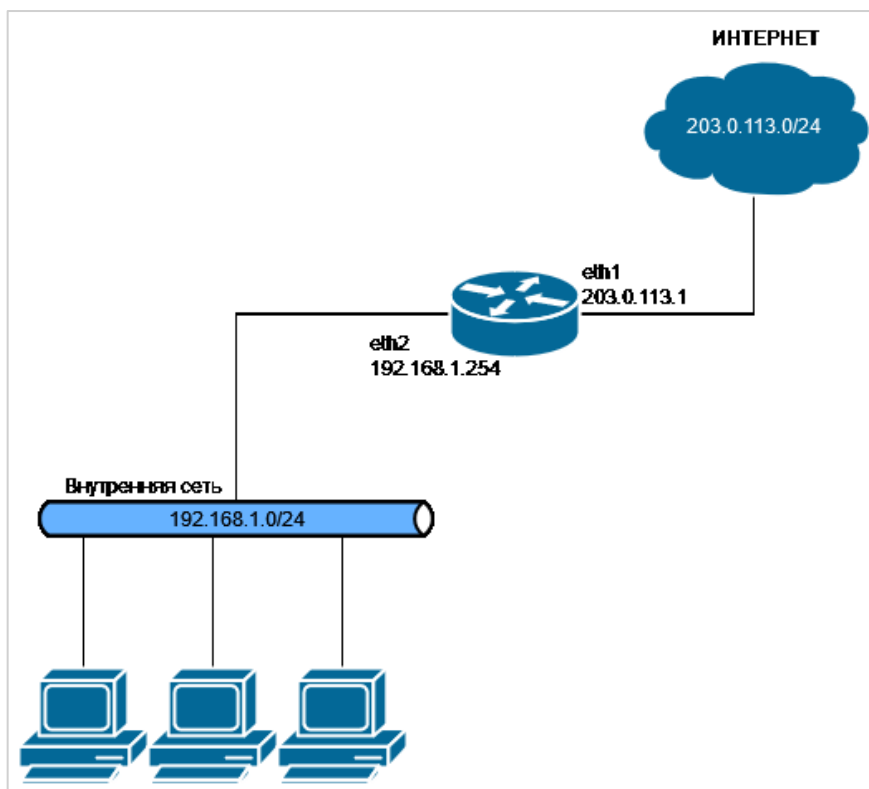 ИНТЕРНЕТ
203.0.113.0/24
eth1
203.0.113.1
eth2
192.168.1.254
Внутренняя сеть
192.168.1.0/24